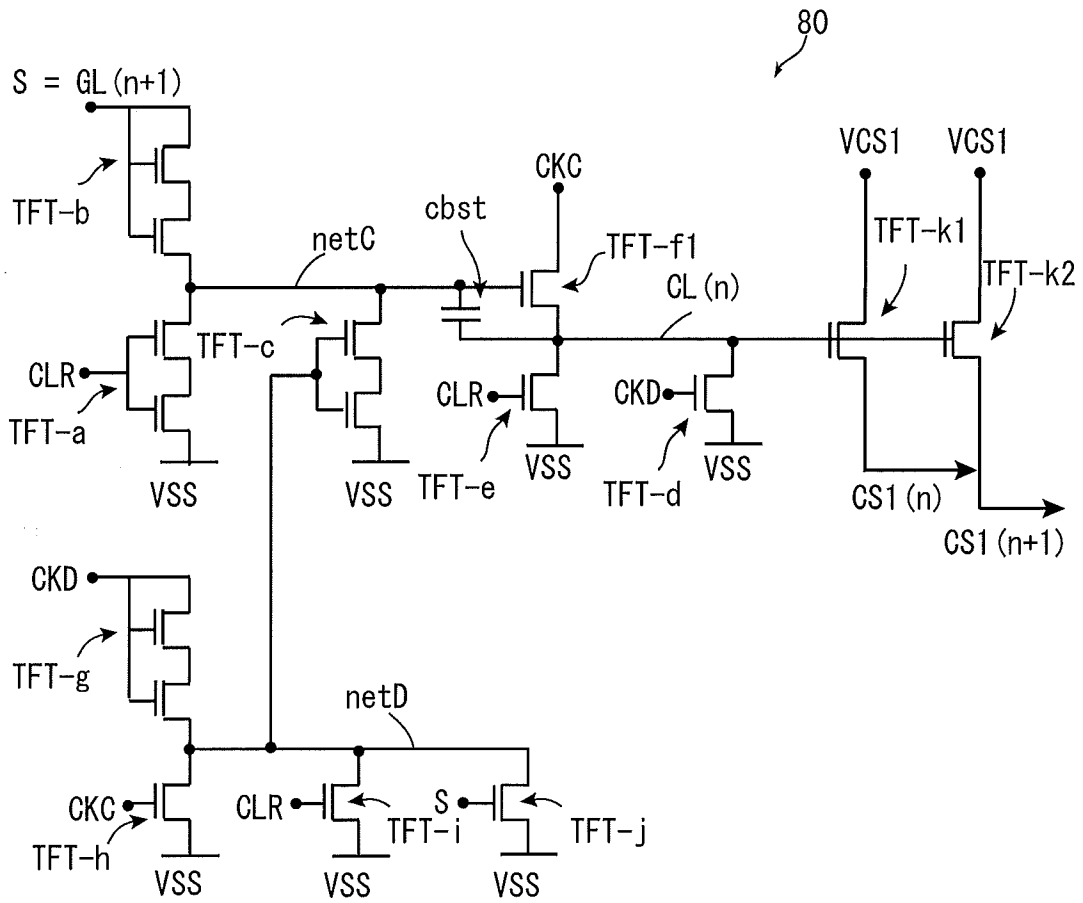 80
S = GL(n+1)
VCS1
VCS1
CKC
cbst
TFT-b
TFT-k1
netC
TFT-f1
TFT-k2
CL(n)
TFT-c
CLR
CLR
CKD
TFT-a
VSS
VSS
VSS
VSS
TFT-e
TFT-d
CS1(n)
CS1(n+1)
CKD
TFT-g
netD
CKC
CLR
S
TFT-h
TFT-i
TFT-j
VSS
VSS
VSS